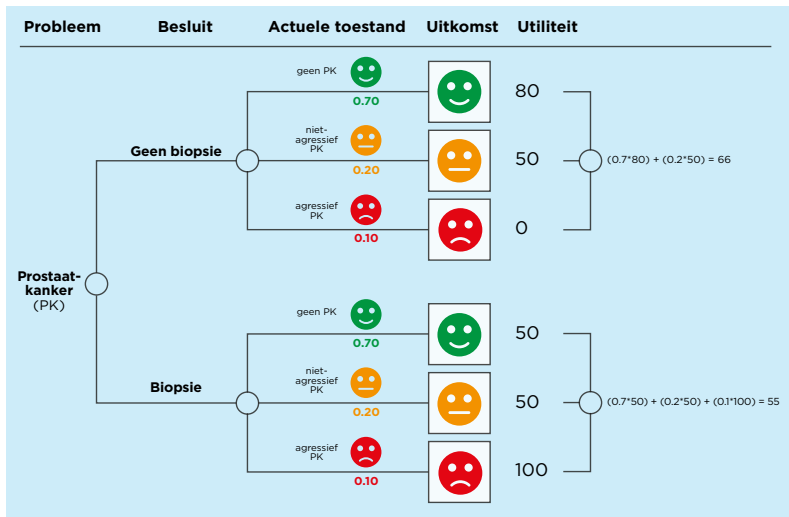 Probleem Besluit Actuele toestand Uitkomst Utiliteit
geen PK
0.70
80
niet-
agressief
PK
0.20
50
Geen biopsie
(0.7*80) + (0.2*50) = 66
agressief
PK
0.10
0
Prostaat-
kanker
(PK)
geen PK
0.70
50
niet-
agressief
PK
0.20
50
Biopsie
(0.7*50) + (0.2*50) + (0.1*100) = 55
agressief
PK
0.10
100